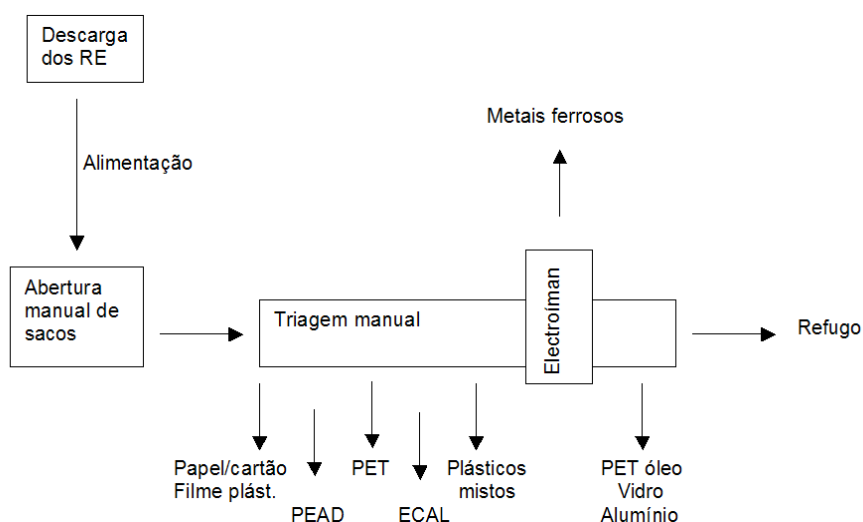 Descarga
dos RE
Metais ferrosos
Alimentação
Abertura
manual de
sacos
Triagem manual
Electroíman
Refugo
Papel/cartão
Filme plást.
PEAD
PET
ECAL
Plásticos
mistos
PET óleo
Vidro
Alumínio